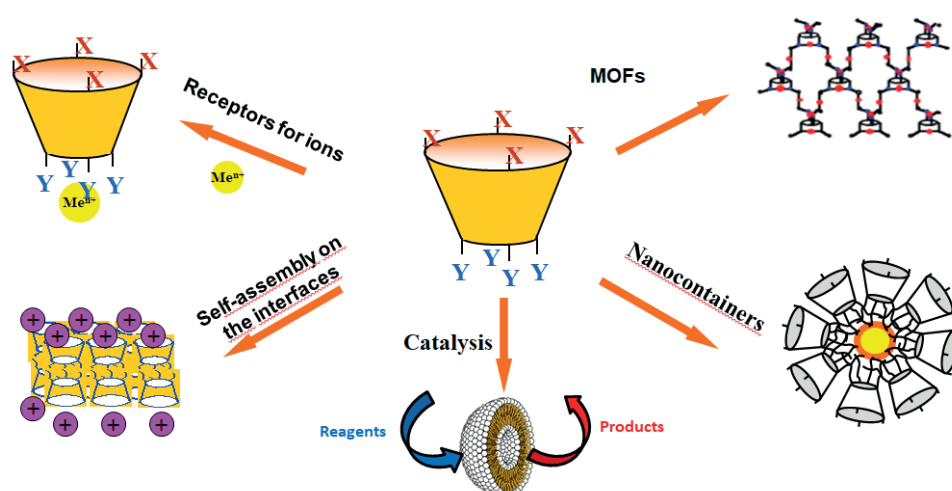 X
X
X
X
Receptors for ions
Y
Y
Y
Y
Meⁿ⁺
Meⁿ⁺
X
X
X
X
Y
Y
Y
Y
MOFs
Self-assembly on
the interfaces
+
+
+
+
+
+
+
+
+
+
Catalysis
Reagents
Products
Nanocontainers